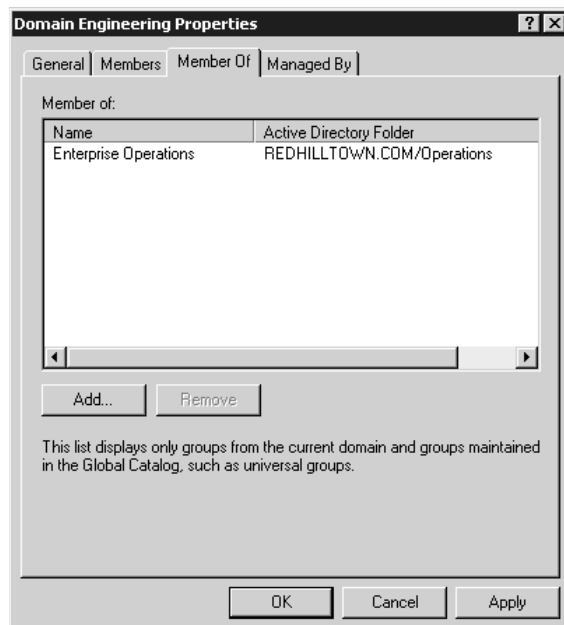 Domain Engineering Properties
General Members Member Of Managed By
Member of:
Name Active Directory Folder
Enterprise Operations REDHILLTOWN.COM/Operations
Add... Remove
This list displays only groups from the current domain and groups maintained
in the Global Catalog, such as universal groups.
OK Cancel Apply